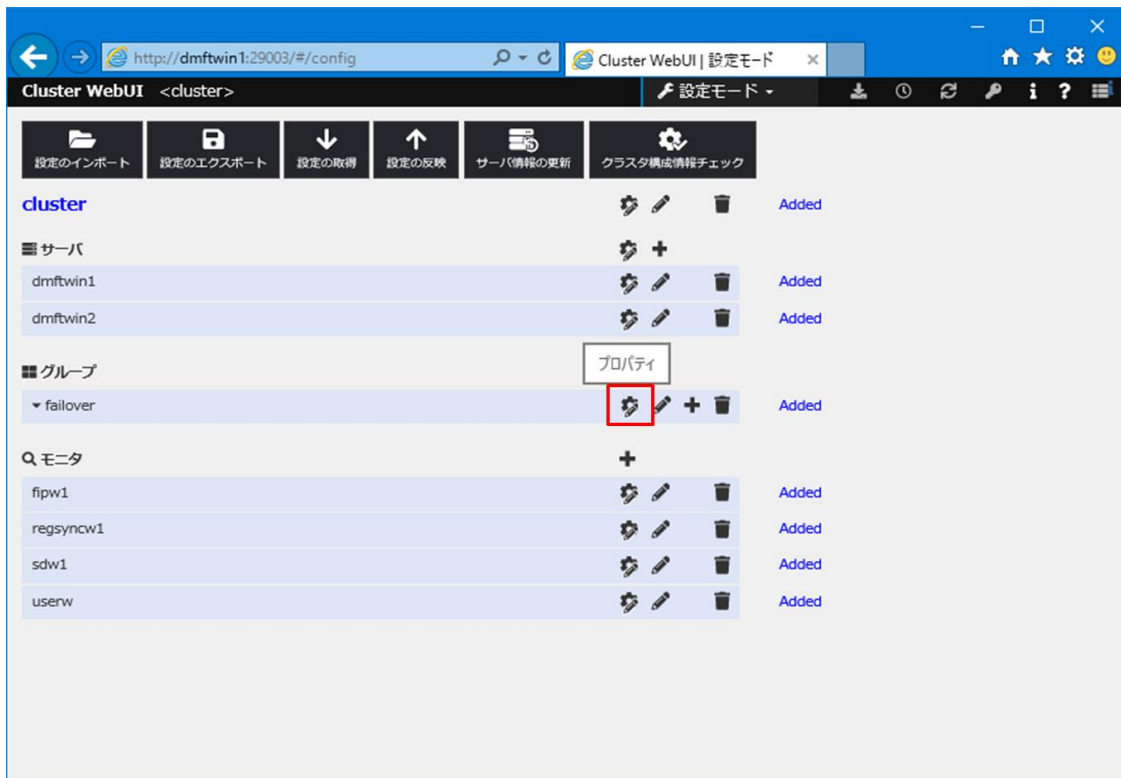 http://dmftwin1:29003/#/config
Cluster WebUI | 設定モード
Cluster WebUI <cluster>
設定モード
設定のインポート
設定のエクスポート
設定の取得
設定の反映
サーバ情報の更新
クラスタ構成情報チェック
cluster Added
サーバ
dmftwin1 Added
dmftwin2 Added
プロパティ
グループ
failover Added
モニタ
fipw1 Added
regsyncw1 Added
sdw1 Added
userw Added